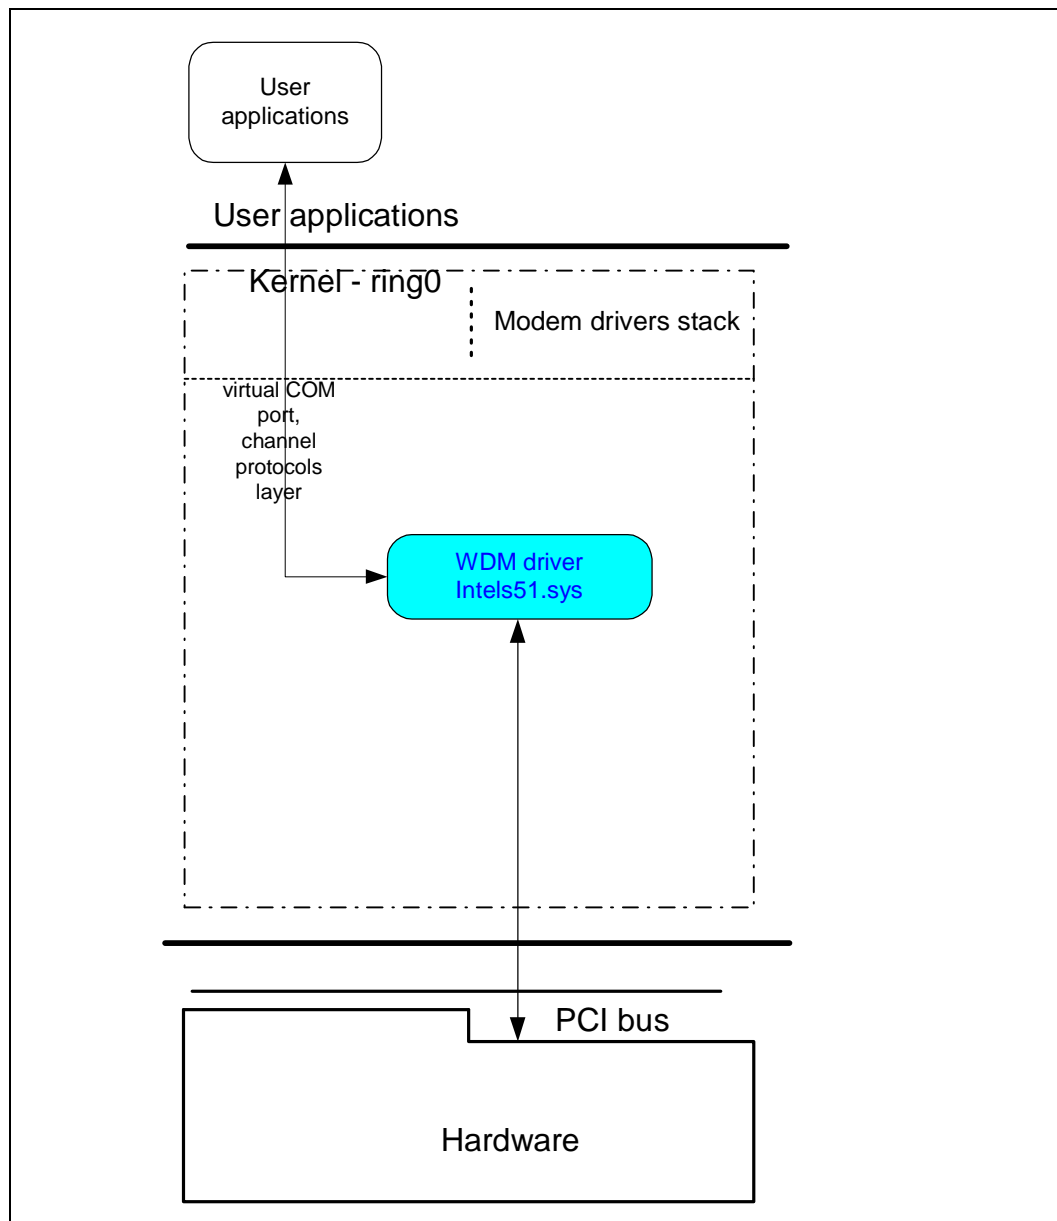 User
applications
User applications
Kernel - ring0
Modem drivers stack
virtual COM
port,
channel
protocols
layer
WDM driver
Intels51.sys
PCI bus
Hardware